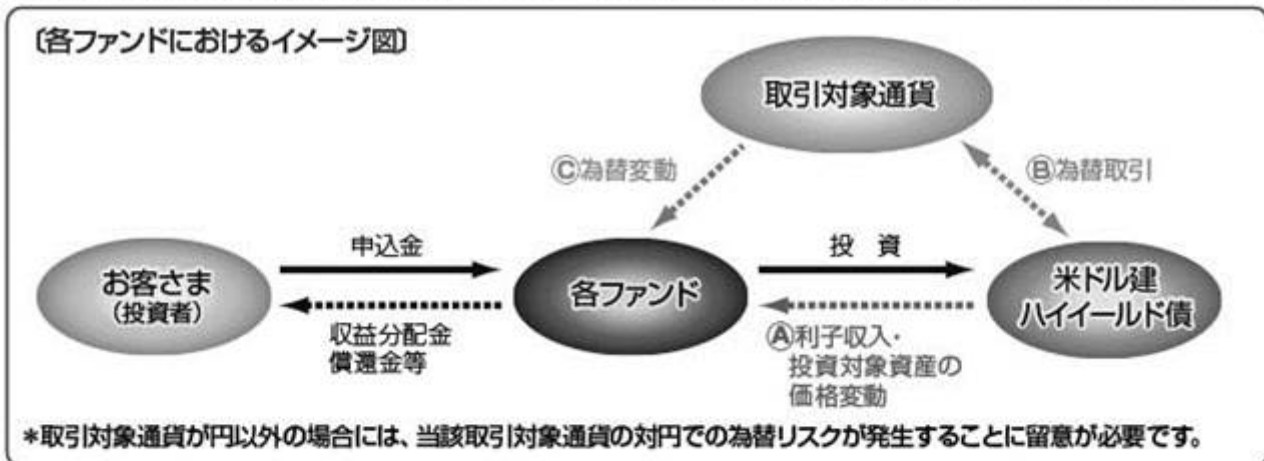 〔各ファンドにおけるイメージ図〕
取引対象通貨
Ⓒ為替変動
Ⓑ為替取引
お客さま
(投資者)
申込金
収益分配金
償還金等
各ファンド
投 資
Ⓐ利子収入・
投資対象資産の
価格変動
米ドル建
ハイイールド債
*取引対象通貨が円以外の場合には、当該取引対象通貨の対円での為替リスクが発生することに留意が必要です。